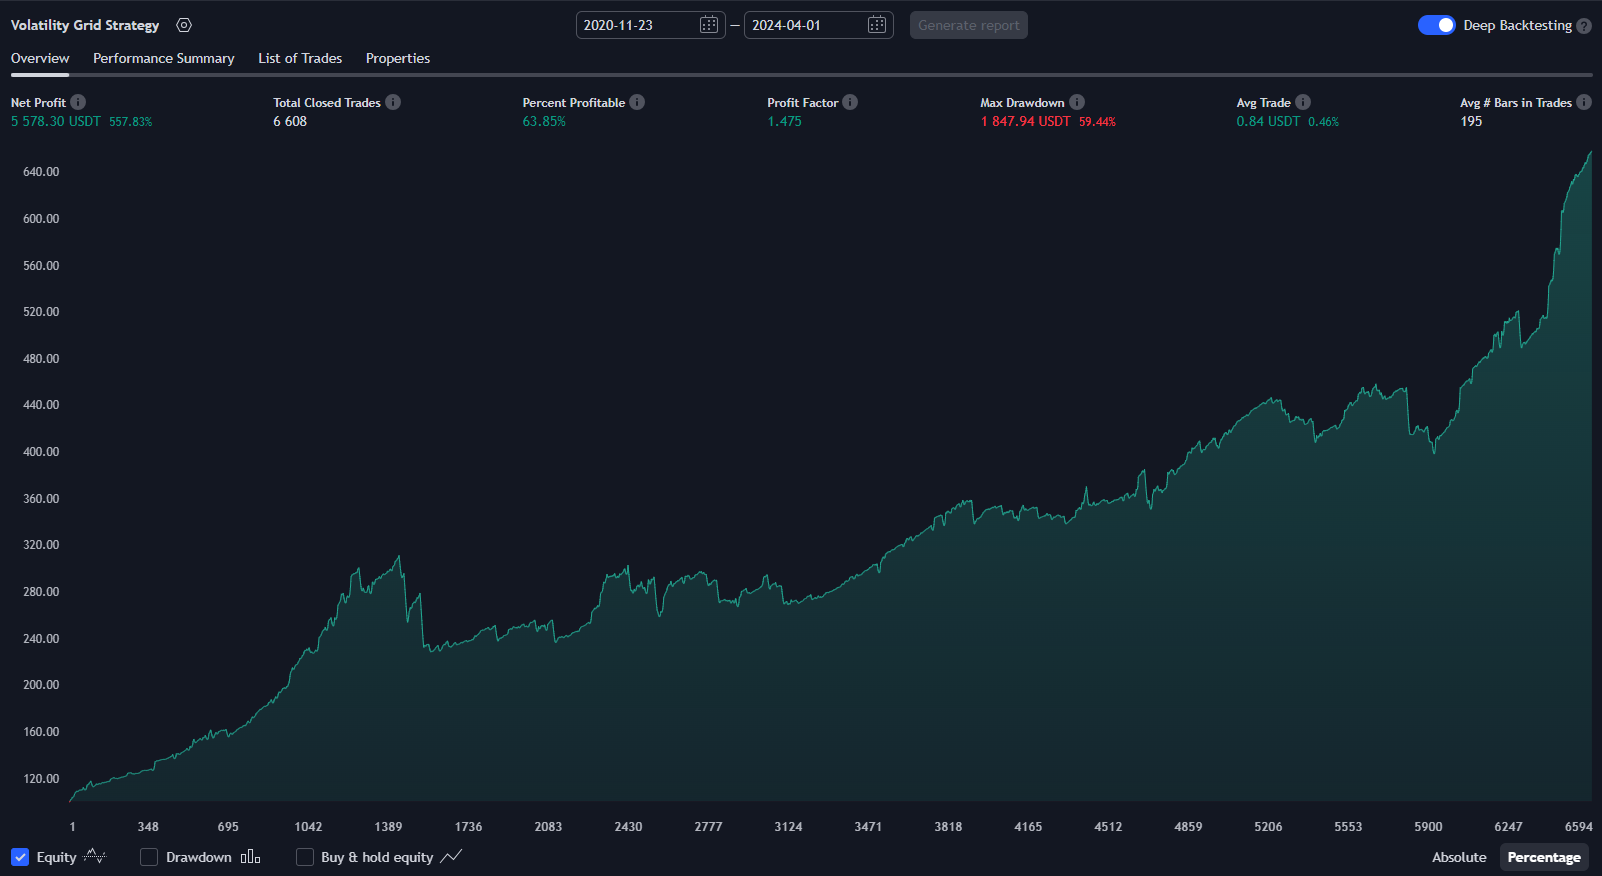 Volatility Grid Strategy
2020-11-23 — 2024-04-01 Generate report
Deep Backtesting ?
Overview Performance Summary List of Trades Properties
Net Profit Total Closed Trades Percent Profitable Profit Factor Max Drawdown Avg Trade Avg # Bars in Trades
5 578.30 USDT 557.83% 6 608 63.85% 1.475 1 847.94 USDT 59.44% 0.84 USDT 0.46% 195
640.00
600.00
560.00
520.00
480.00
440.00
400.00
360.00
320.00
280.00
240.00
200.00
160.00
120.00
1 348 695 1042 1389 1736 2083 2430 2777 3124 3471 3818 4165 4512 4859 5206 5553 5900 6247 6594
Equity Drawdown Buy & hold equity Absolute Percentage